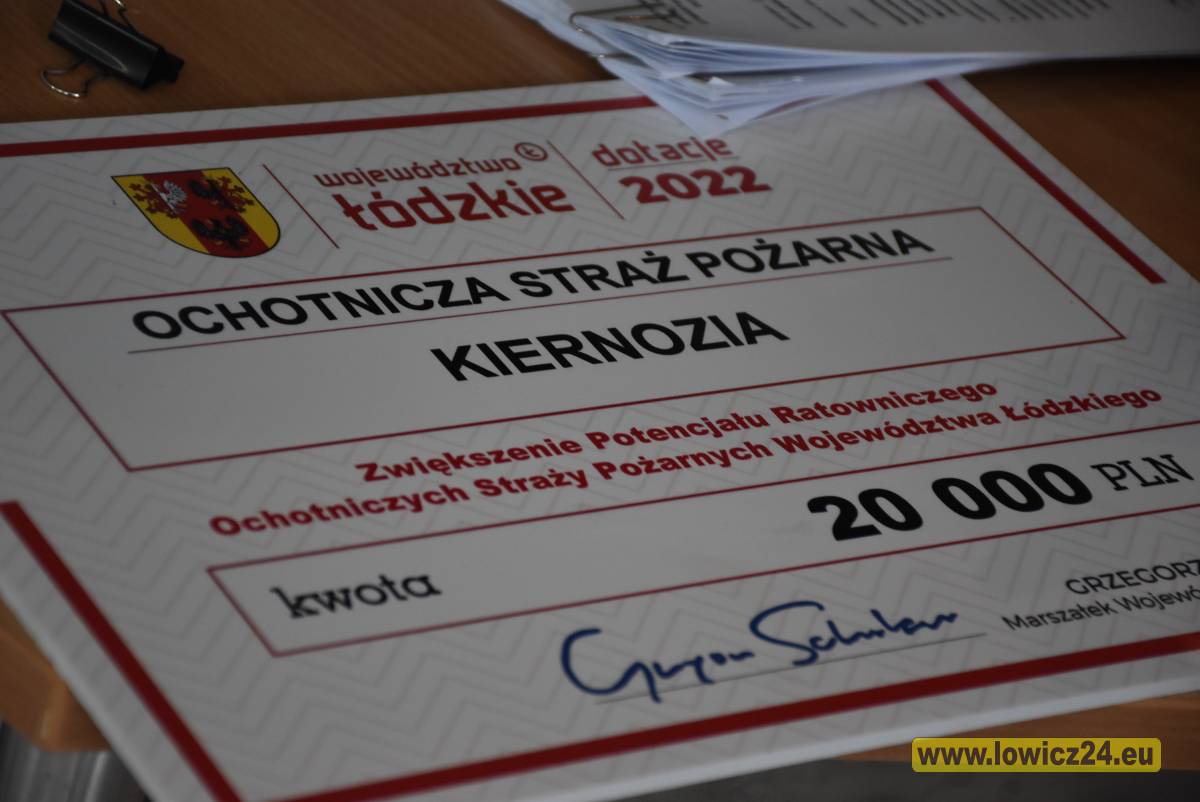 województwo
Łódzkie
dotacje
2022
OCHOTNICZA STRAŻ POŻARNA
KIERNOZIA
Zwiększenie Potencjału Ratowniczego
Ochotniczych Straży Pożarnych Województwa Łódzkiego
kwota
20 000 PLN
GRZEGORZ
Marszałek
www.lowicz24.eu